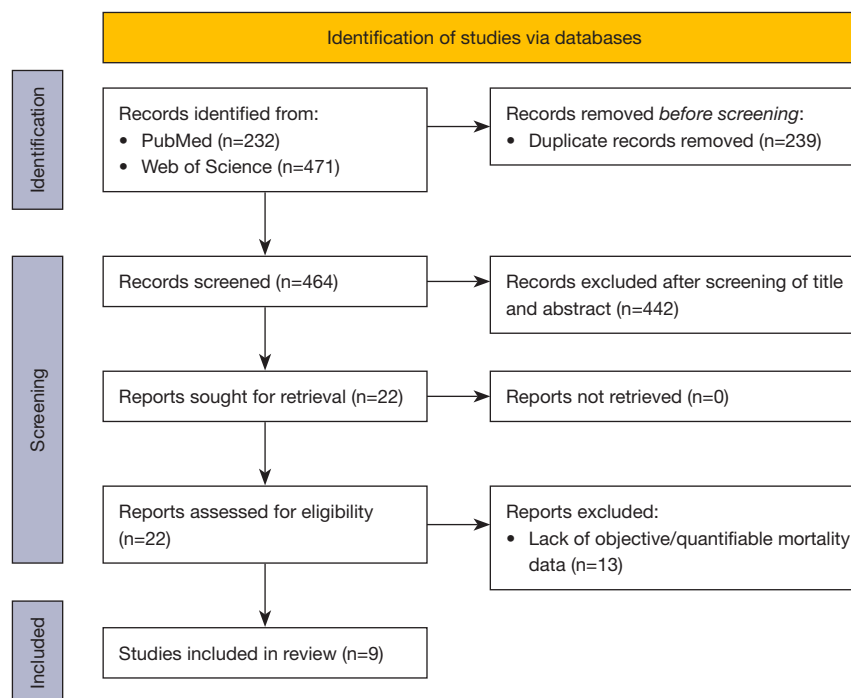 Identification of studies via databases
Identification
Records identified from:
• PubMed (n=232)
• Web of Science (n=471)
Records removed before screening:
• Duplicate records removed (n=239)
Screening
Records screened (n=464)
Records excluded after screening of title
and abstract (n=442)
Reports sought for retrieval (n=22)
Reports not retrieved (n=0)
Reports assessed for eligibility
(n=22)
Reports excluded:
• Lack of objective/quantifiable mortality
data (n=13)
Included
Studies included in review (n=9)